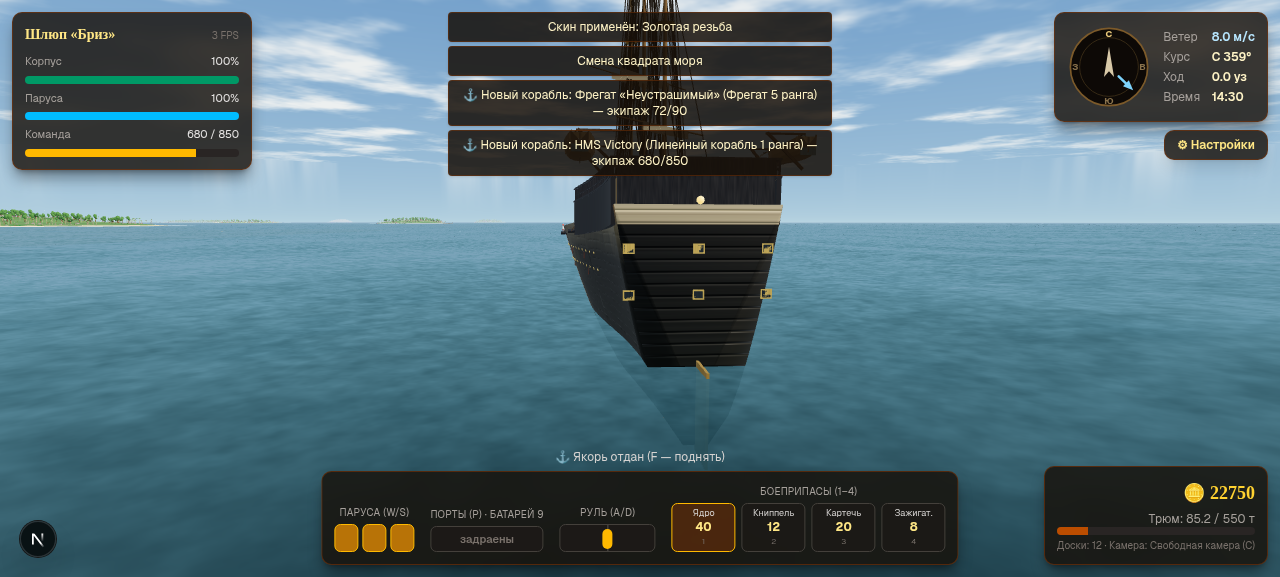 Шлюп «Бриз»
3 FPS
Корпус 100%
Паруса 100%
Команда 680 / 850
Скин применён: Золотая резьба
Смена квадрата моря
⚓ Новый корабль: Фрегат «Неустрашимый» (Фрегат 5 ранга)
— экипаж 72/90
⚓ Новый корабль: HMS Victory (Линейный корабль 1 ранга) —
экипаж 680/850
С
З
В
Ю
Ветер 8.0 м/с
Курс С 359°
Ход 0.0 уз
Время 14:30
⚙ Настройки
⚓ Якорь отдан (F — поднять)
ПАРУСА (W/S)
ПОРТЫ (P) · БАТАРЕЙ 9
задраены
РУЛЬ (A/D)
БОЕПРИПАСЫ (1–4)
Ядро
40
1
Книппель
12
2
Картечь
20
3
Зажигат.
8
4
🪙 22750
Трюм: 85.2 / 550 т
Доски: 12 · Камера: Свободная камера (C)
N